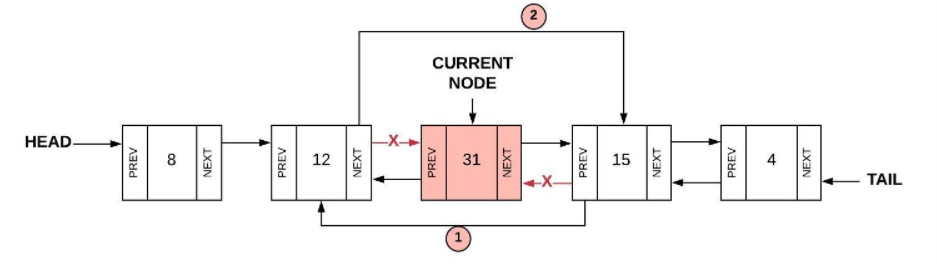 2
CURRENT
NODE
HEAD
PREV 8 NEXT
PREV 12 NEXT
X
PREV 31 NEXT
X
PREV 15 NEXT
PREV 4 NEXT
TAIL
1